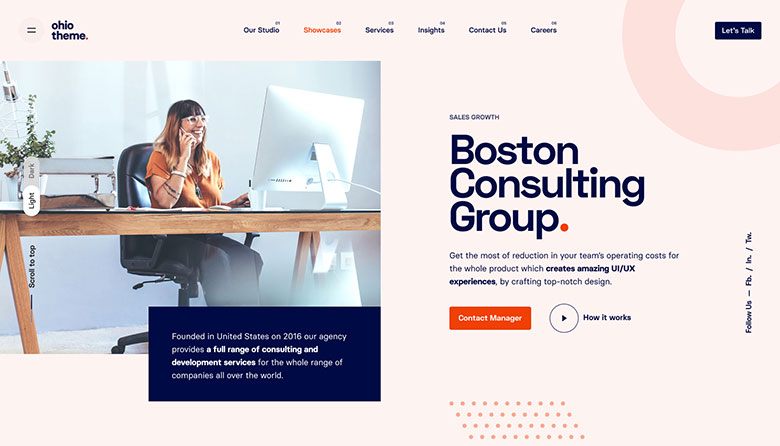 ohio
theme.
01
Our Studio
02
Showcases
03
Services
04
Insights
05
Contact Us
06
Careers
Let's Talk
Dark
Light
Scroll to top
SALES GROWTH
Boston
Consulting
Group.
Get the most of reduction in your team's operating costs for
the whole product which creates amazing UI/UX
experiences, by crafting top-notch design.
Contact Manager
How it works
Founded in United States on 2016 our agency
provides a full range of consulting and
development services for the whole range of
companies all over the world.
Follow Us — Fb. / In. / Tw.